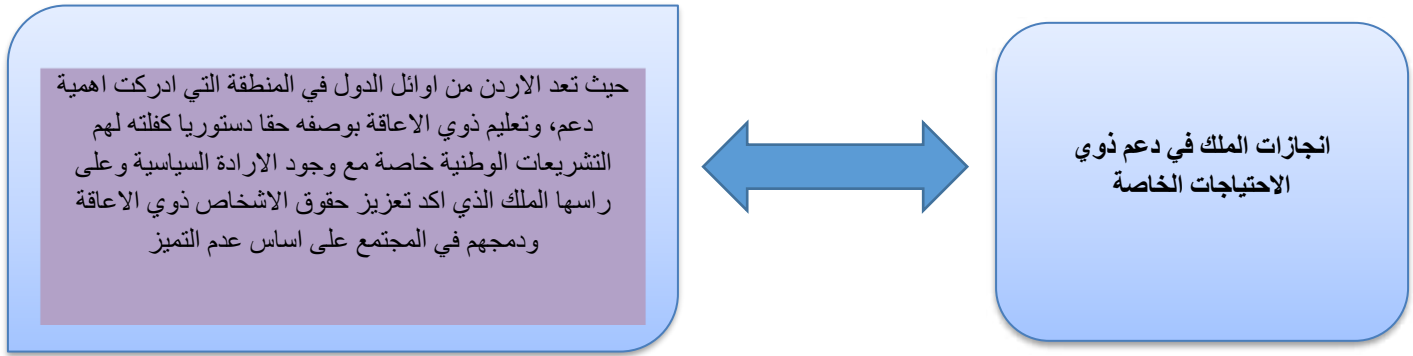 انجازات الملك في دعم ذوي
الاحتياجات الخاصة
حيث تعد الاردن من اوائل الدول في المنطقة التي ادركت اهمية
دعم، وتعليم ذوي الاعاقة بوصفه حقا دستوريا كفلته لهم
التشريعات الوطنية خاصة مع وجود الارادة السياسية وعلى
راسها الملك الذي اكد تعزيز حقوق الاشخاص ذوي الاعاقة
ودمجهم في المجتمع على اساس عدم التميز